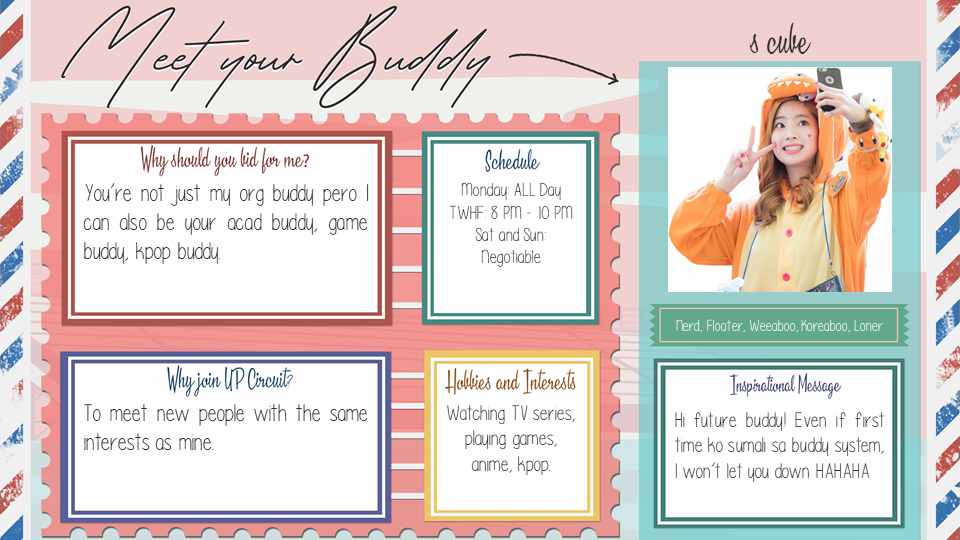 Meet your Buddy
s cube
Why should you bid for me?
You're not just my org buddy pero I
can also be your acad buddy, game
buddy, kpop buddy.
Schedule
Monday: ALL Day
TWHF: 8 PM - 10 PM
Sat and Sun:
Negotiable
Nerd, Floater, Weeaboo, Koreaboo, Loner
Why join UP Circuit?
To meet new people with the same
interests as mine.
Hobbies and Interests
Watching TV series,
playing games,
anime, kpop.
Inspirational Message
Hi future buddy! Even if first
time ko sumali sa buddy system,
I won't let you down HAHAHA